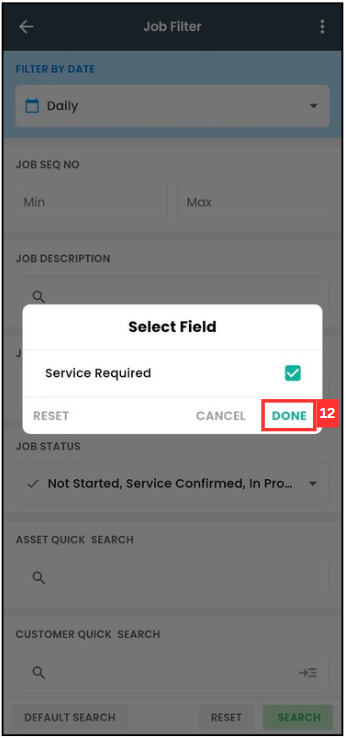 Job Filter
FILTER BY DATE
Daily
JOB SEQ NO
Min
Max
JOB DESCRIPTION
Select Field
J
Service Required
RESET
CANCEL
DONE
12
JOB STATUS
Not Started, Service Confirmed, In Pro...
ASSET QUICK SEARCH
CUSTOMER QUICK SEARCH
DEFAULT SEARCH
RESET
SEARCH